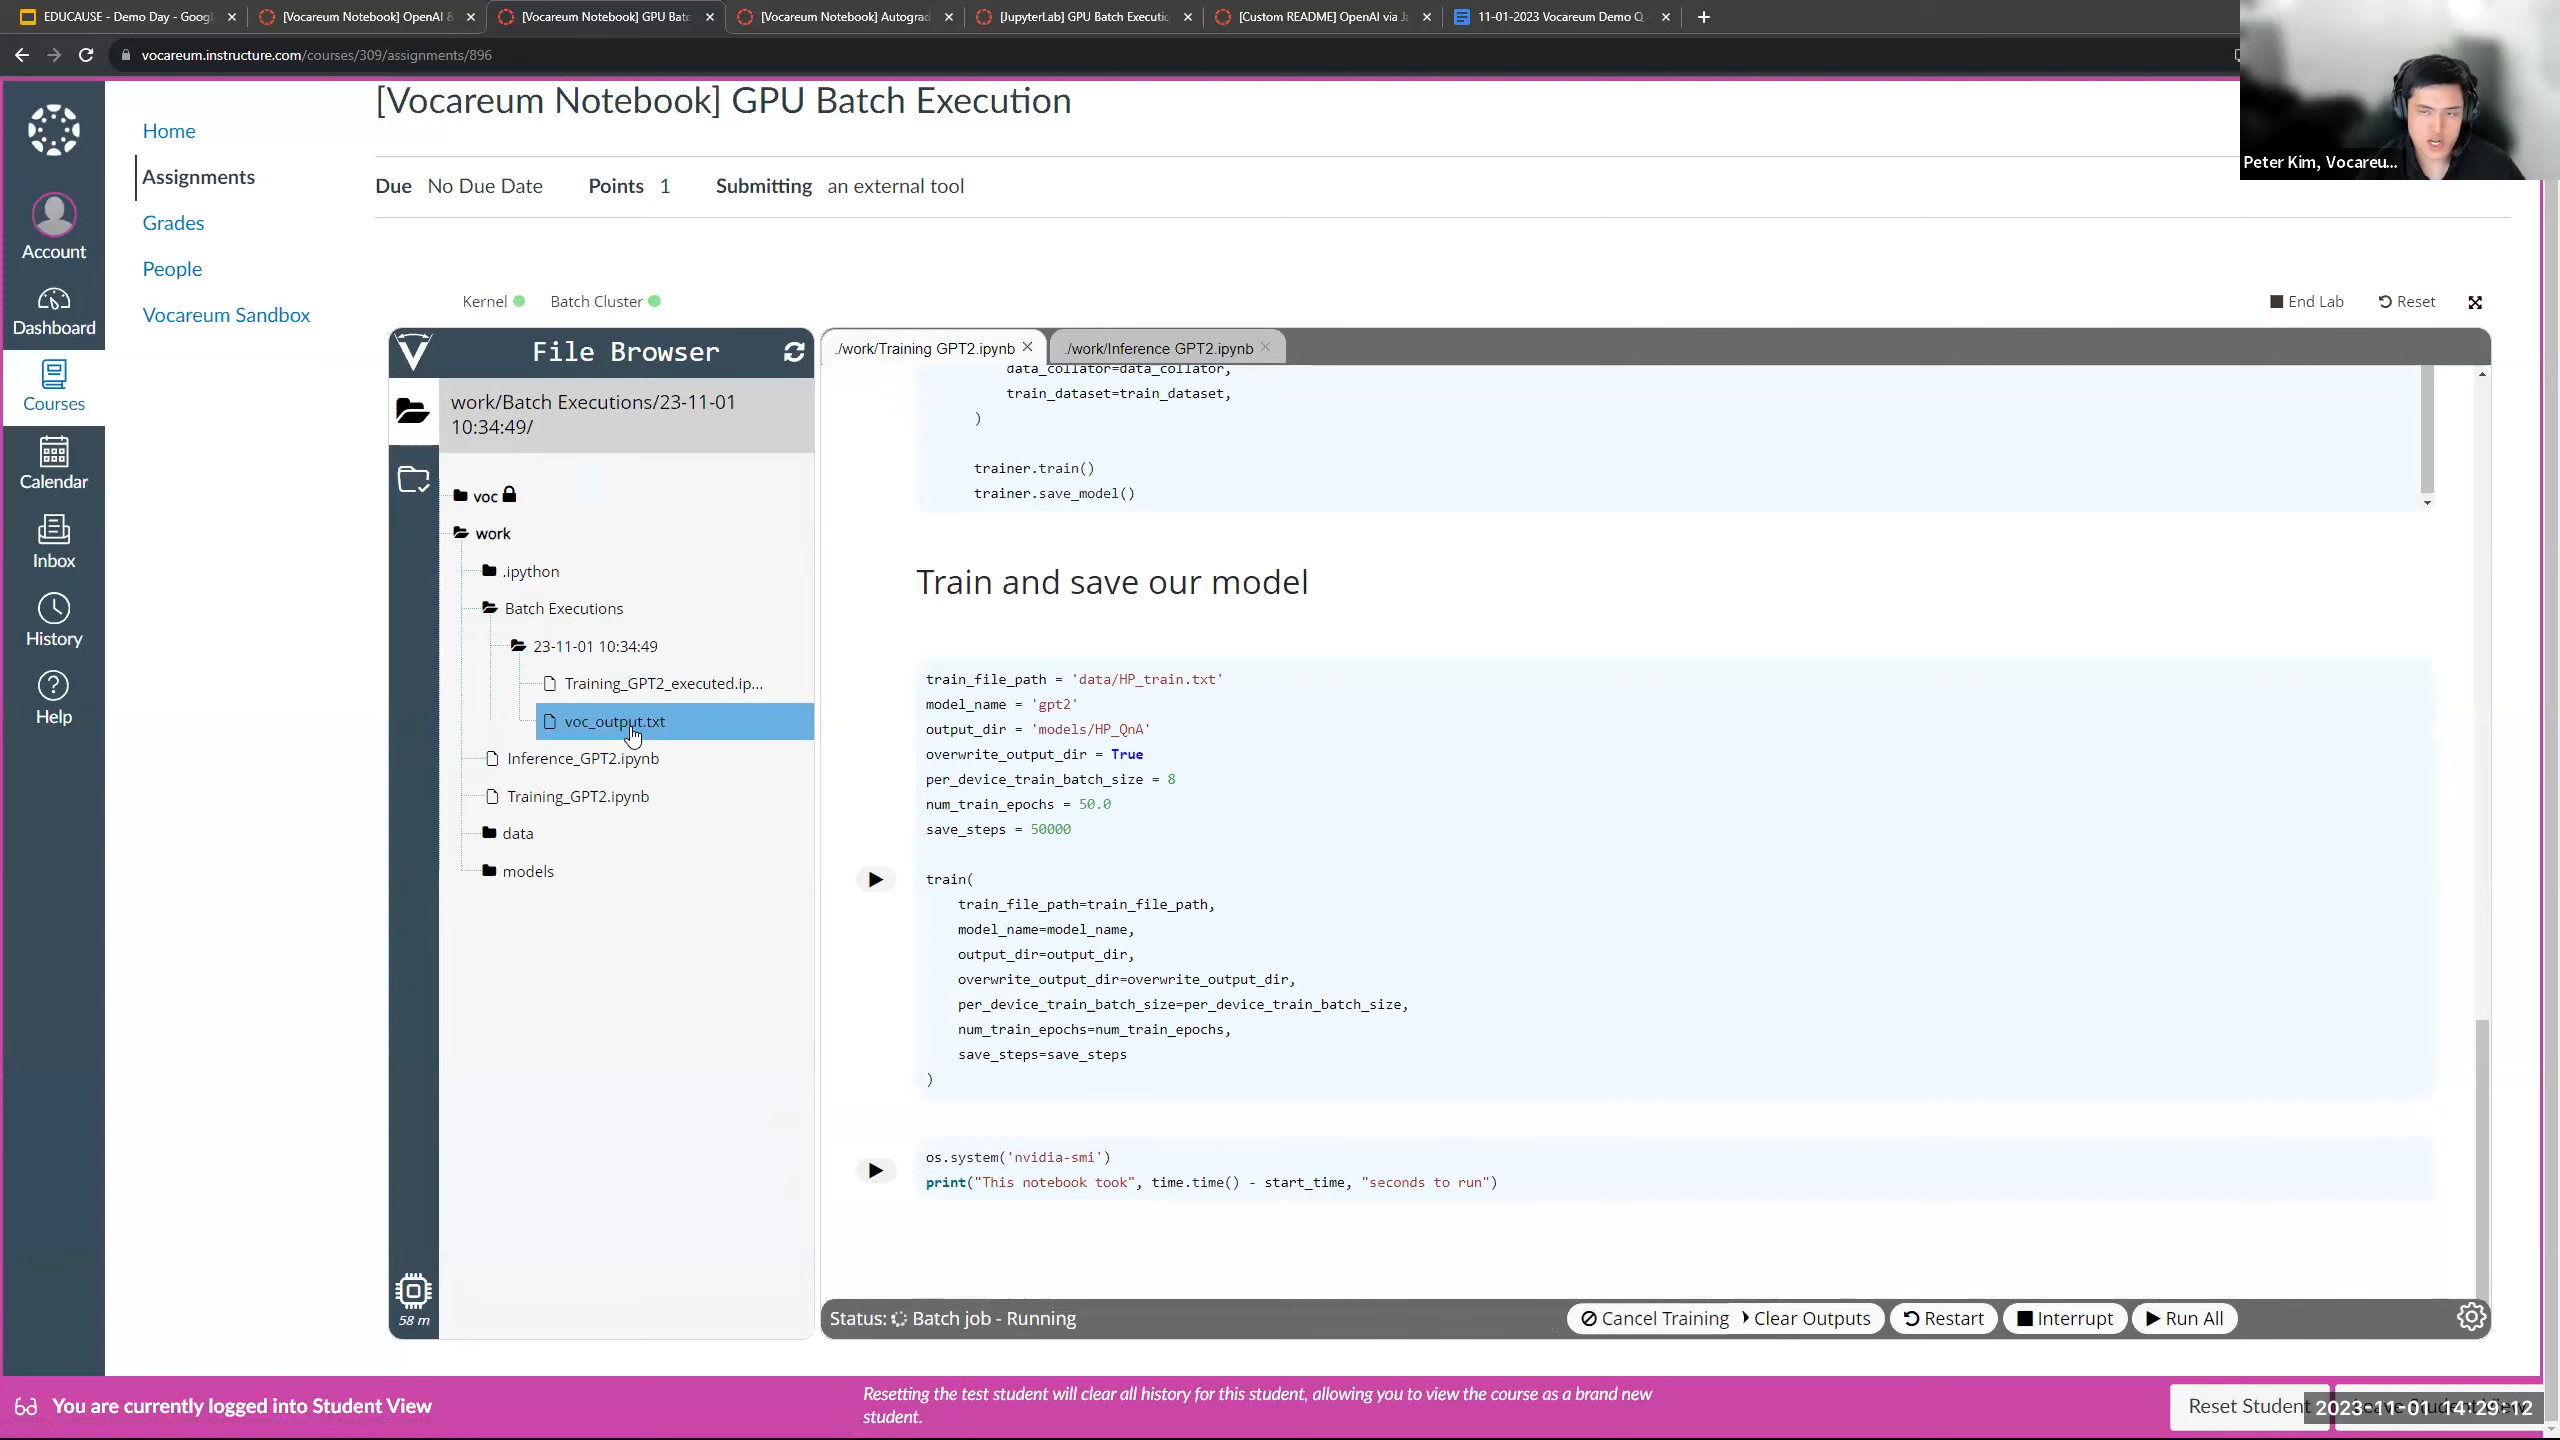 EDUCAUSE - Demo Day - Googl
[Vocareum Notebook] OpenAI &
[Vocareum Notebook] GPU Batc
[Vocareum Notebook] Autograd
[JupyterLab] GPU Batch Executio
[Custom README] OpenAI via J
11-01-2023 Vocareum Demo Q
vocareum.instructure.com/courses/309/assignments/896
Peter Kim, Vocareu...
Account
Dashboard
Courses
Calendar
Inbox
History
Help
Home
Assignments
Grades
People
Vocareum Sandbox
[Vocareum Notebook] GPU Batch Execution
Due No Due Date Points 1 Submitting an external tool
Kernel Batch Cluster
End Lab Reset
File Browser
work/Batch Executions/23-11-01
10:34:49/
voc
work
.ipython
Batch Executions
23-11-01 10:34:49
Training_GPT2_executed.ip...
voc_output.txt
Inference_GPT2.ipynb
Training_GPT2.ipynb
data
models
58 m
./work/Training GPT2.ipynb
./work/Inference GPT2.ipynb
data_collator=data_collator,
train_dataset=train_dataset,
)
trainer.train()
trainer.save_model()
Train and save our model
train_file_path = 'data/HP_train.txt'
model_name = 'gpt2'
output_dir = 'models/HP_QnA'
overwrite_output_dir = True
per_device_train_batch_size = 8
num_train_epochs = 50.0
save_steps = 50000
train(
train_file_path=train_file_path,
model_name=model_name,
output_dir=output_dir,
overwrite_output_dir=overwrite_output_dir,
per_device_train_batch_size=per_device_train_batch_size,
num_train_epochs=num_train_epochs,
save_steps=save_steps
)
os.system('nvidia-smi')
print("This notebook took", time.time() - start_time, "seconds to run")
Status: Batch job - Running
Cancel Training Clear Outputs Restart Interrupt Run All
You are currently logged into Student View
Resetting the test student will clear all history for this student, allowing you to view the course as a brand new
student.
Reset Student
2023-11-01 14:29:12